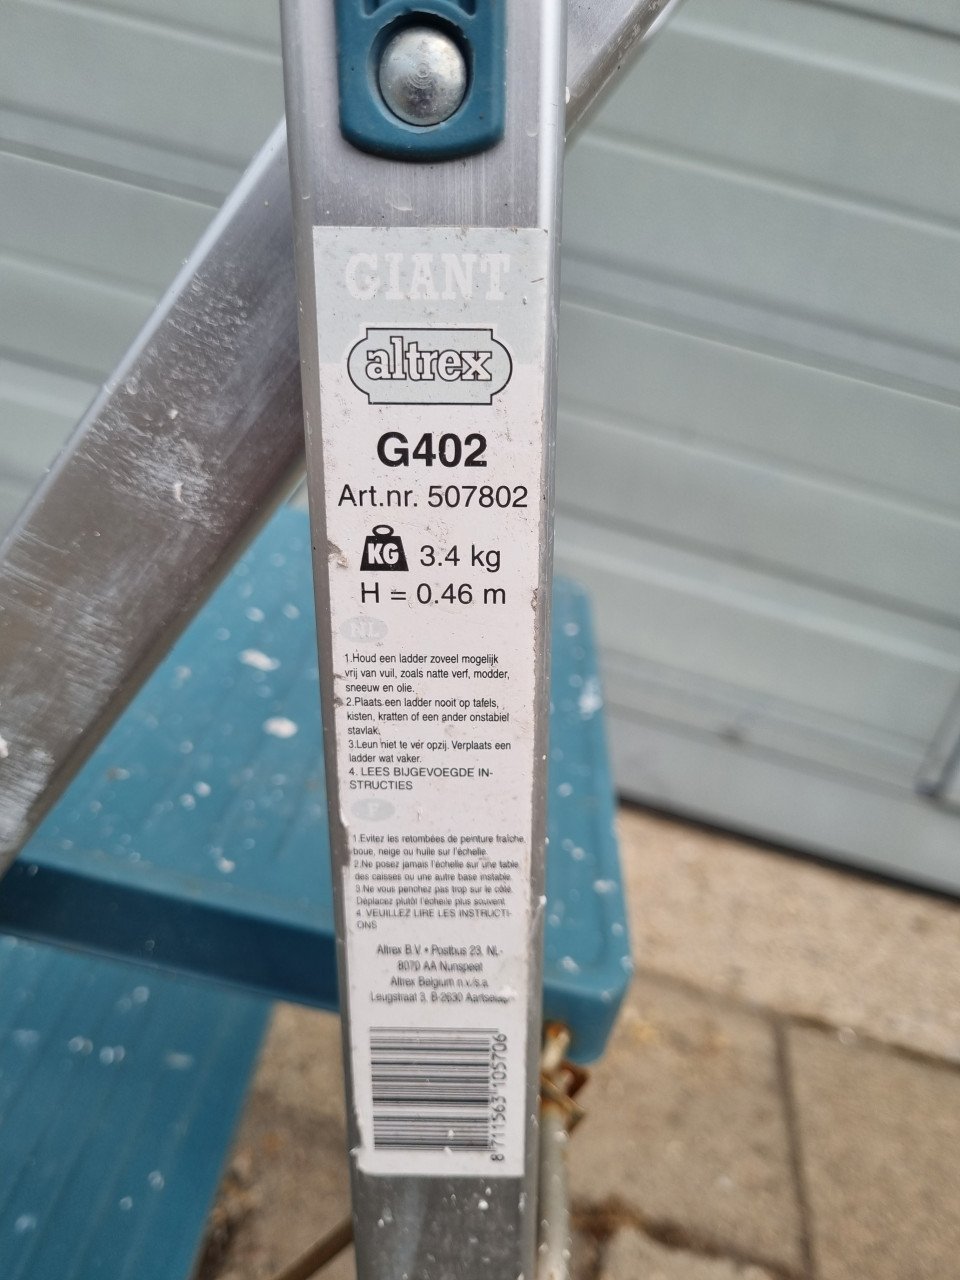 GIANT
altrex
G402
Art.nr. 507802
KG 3.4 kg
H = 0.46 m
NL
1.Houd een ladder zoveel mogelijk
vrij van vuil, zoals natte verf, modder,
sneeuw en olie.
2.Plaats een ladder nooit op tafels,
kisten, kratten of een ander onstabiel
stavlak.
3.Leun niet te ver opzij. Verplaats een
ladder wat vaker.
4. LEES BIJGEVOEGDE IN-
STRUCTIES
F
1.Evitez les retombées de peinture fraîche,
boue, neige ou huile sur l'échelle.
2.Ne posez jamais l'échelle sur une table,
des caisses ou une autre base instable.
3.Ne vous penchez pas trop sur le côté.
Déplacez plutôt l'échelle plus souvent.
4. VEUILLEZ LIRE LES INSTRUCTI-
ONS
Altrex B.V. • Postbus 23, NL-
8070 AA Nunspeet
Altrex Belgium n.v./s.a.
Leugstraat 3, B-2630 Aartselaar
8 711563 105706